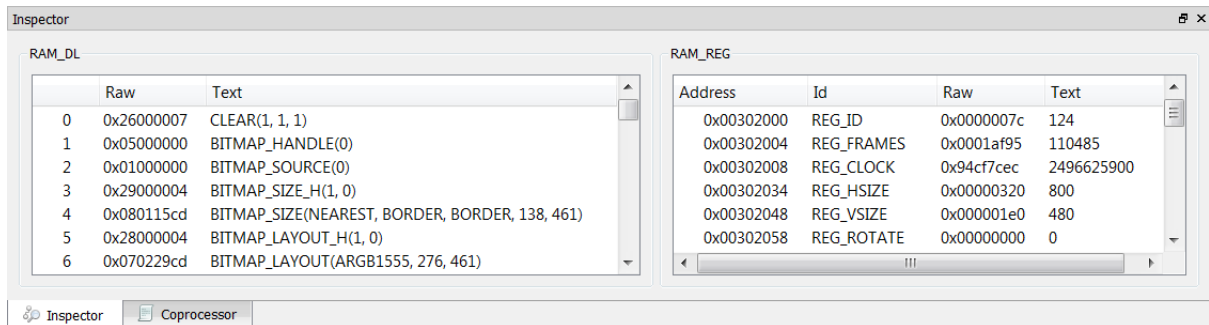 Inspector
RAM_DL
Raw Text
0 0x26000007 CLEAR(1, 1, 1)
1 0x05000000 BITMAP_HANDLE(0)
2 0x01000000 BITMAP_SOURCE(0)
3 0x29000004 BITMAP_SIZE_H(1, 0)
4 0x080115cd BITMAP_SIZE(NEAREST, BORDER, BORDER, 138, 461)
5 0x28000004 BITMAP_LAYOUT_H(1, 0)
6 0x070229cd BITMAP_LAYOUT(ARGB1555, 276, 461)
RAM_REG
Address Id Raw Text
0x00302000 REG_ID 0x0000007c 124
0x00302004 REG_FRAMES 0x0001af95 110485
0x00302008 REG_CLOCK 0x94cf7cec 2496625900
0x00302034 REG_HSIZE 0x00000320 800
0x00302048 REG_VSIZE 0x000001e0 480
0x00302058 REG_ROTATE 0x00000000 0
Inspector Coprocessor